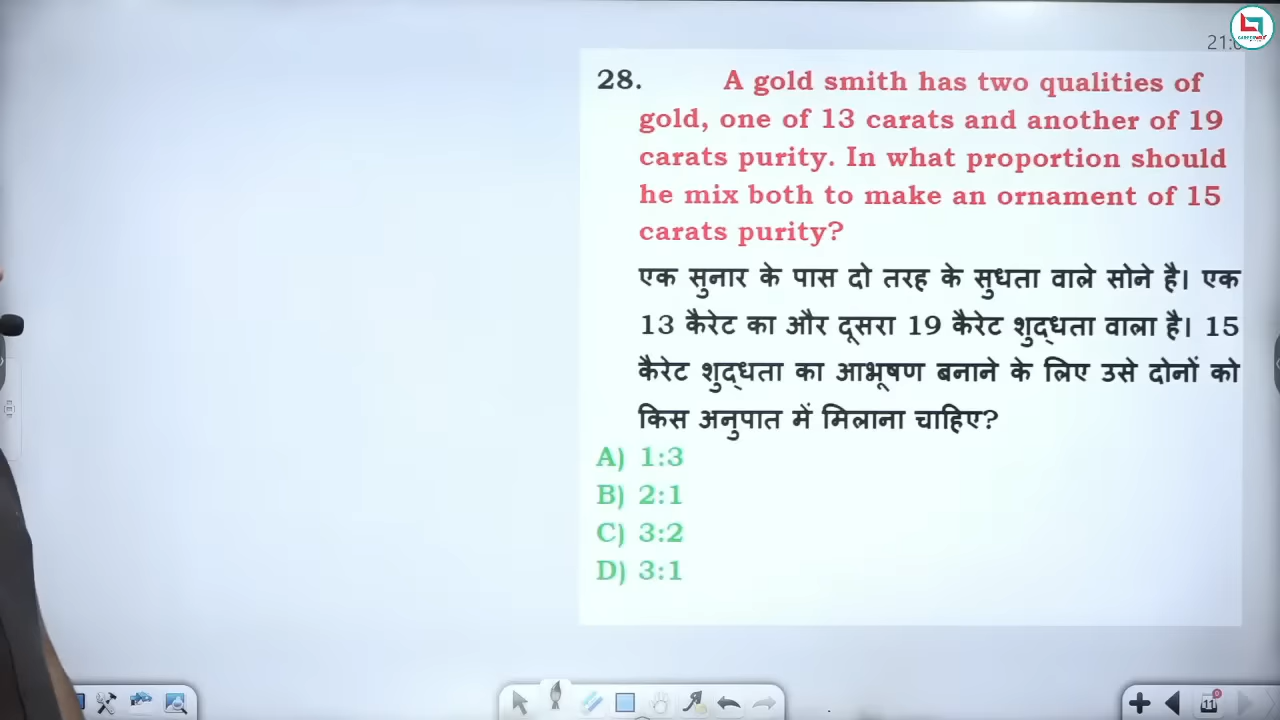 21:
28. A gold smith has two qualities of
gold, one of 13 carats and another of 19
carats purity. In what proportion should
he mix both to make an ornament of 15
carats purity?
एक सुनार के पास दो तरह के सुधता वाले सोने है। एक
13 कैरेट का और दूसरा 19 कैरेट शुद्धता वाला है। 15
कैरेट शुद्धता का आभूषण बनाने के लिए उसे दोनों को
किस अनुपात में मिलाना चाहिए?
A) 1:3
B) 2:1
C) 3:2
D) 3:1
11